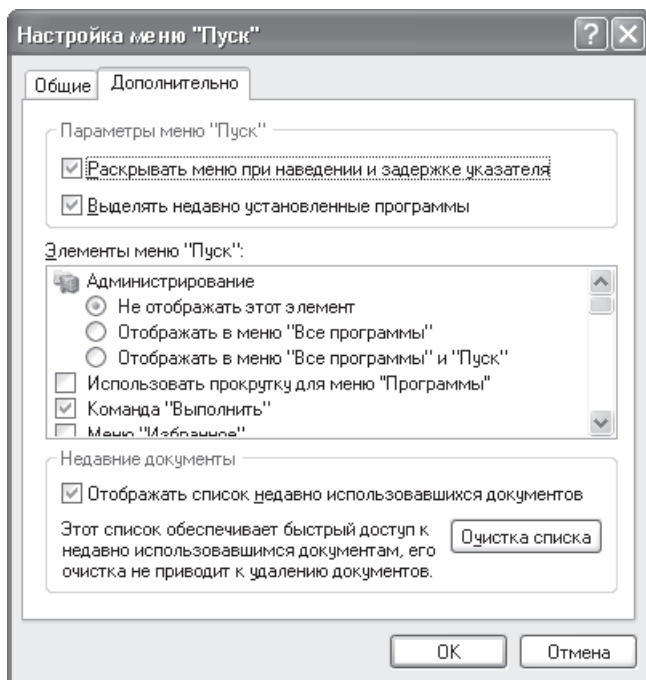 Настройка меню "Пуск"
Общие
Дополнительно
Параметры меню "Пуск"
Раскрывать меню при наведении и задержке указателя
Выделять недавно установленные программы
Элементы меню "Пуск":
Администрирование
Не отображать этот элемент
Отображать в меню "Все программы"
Отображать в меню "Все программы" и "Пуск"
Использовать прокрутку для меню "Программы"
Команда "Выполнить"
Меню "Избранное"
Недавние документы
Отображать список недавно использовавшихся документов
Этот список обеспечивает быстрый доступ к
недавно использовавшимся документам, его
очистка не приводит к удалению документов.
Очистка списка
ОК
Отмена